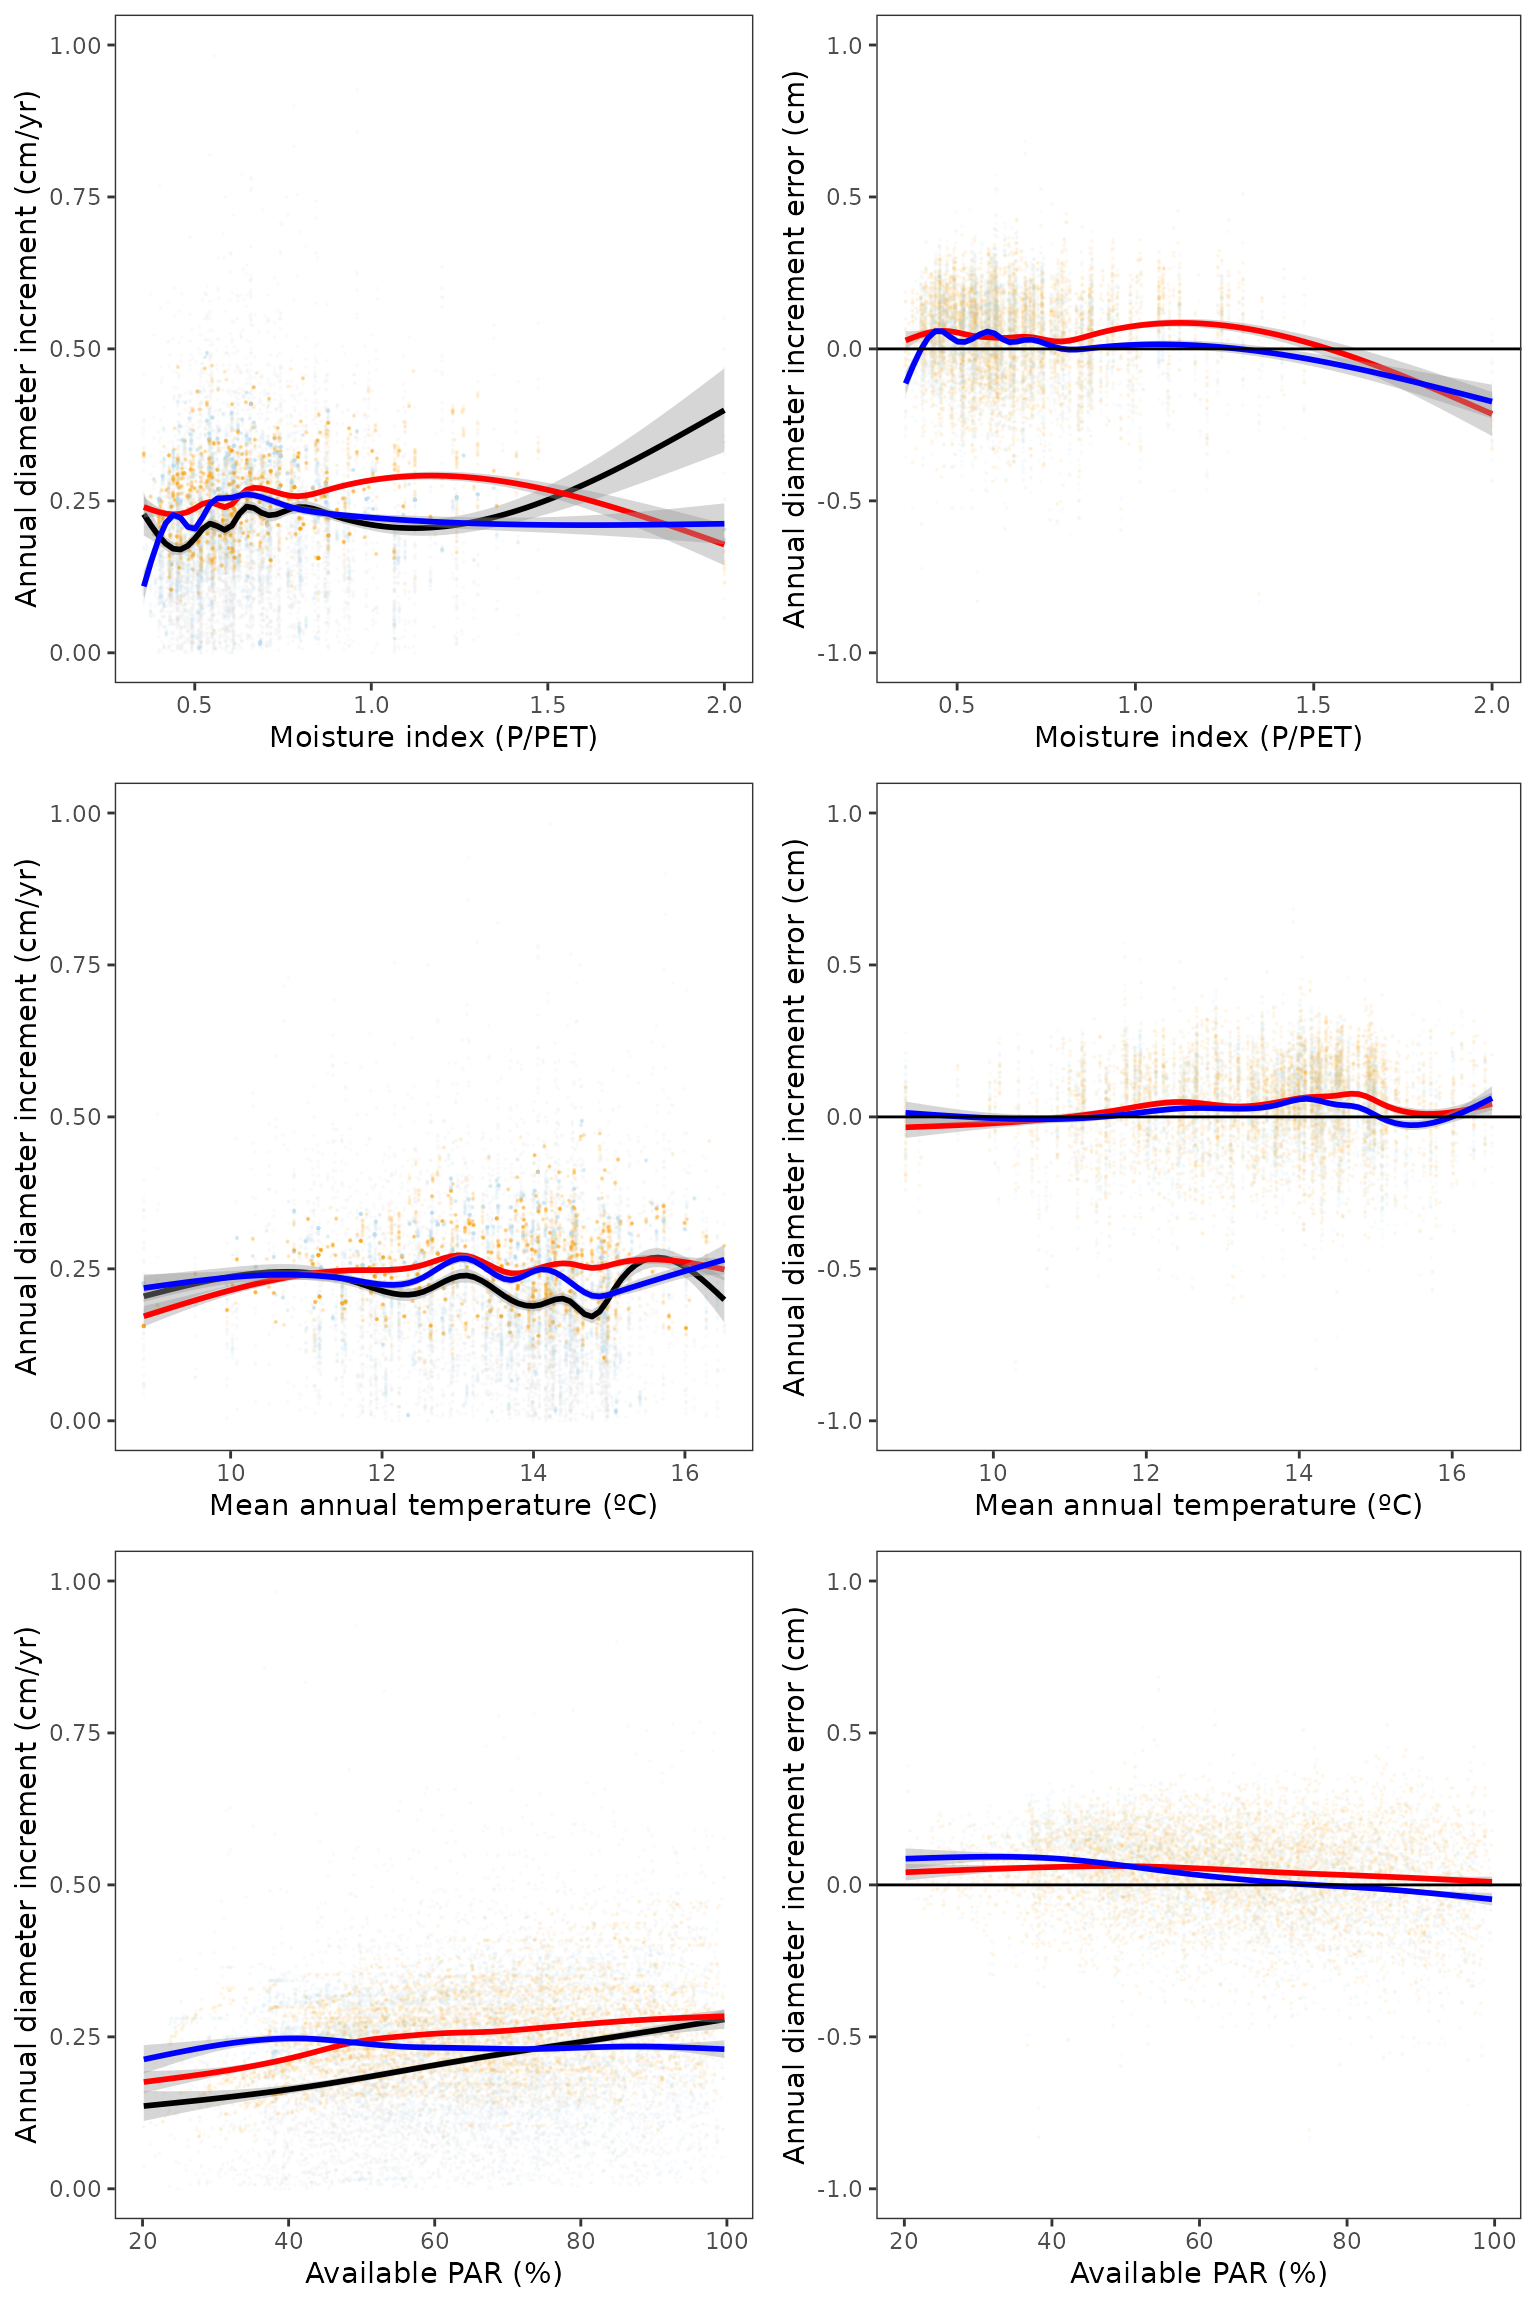 Annual diameter increment (cm/yr)
1.00
0.75
0.50
0.25
0.00
0.5 1.0 1.5 2.0
Moisture index (P/PET)
Annual diameter increment error (cm)
1.0
0.5
0.0
-0.5
-1.0
0.5 1.0 1.5 2.0
Moisture index (P/PET)
Annual diameter increment (cm/yr)
1.00
0.75
0.50
0.25
0.00
10 12 14 16
Mean annual temperature (ºC)
Annual diameter increment error (cm)
1.0
0.5
0.0
-0.5
-1.0
10 12 14 16
Mean annual temperature (ºC)
Annual diameter increment (cm/yr)
1.00
0.75
0.50
0.25
0.00
20 40 60 80 100
Available PAR (%)
Annual diameter increment error (cm)
1.0
0.5
0.0
-0.5
-1.0
20 40 60 80 100
Available PAR (%)